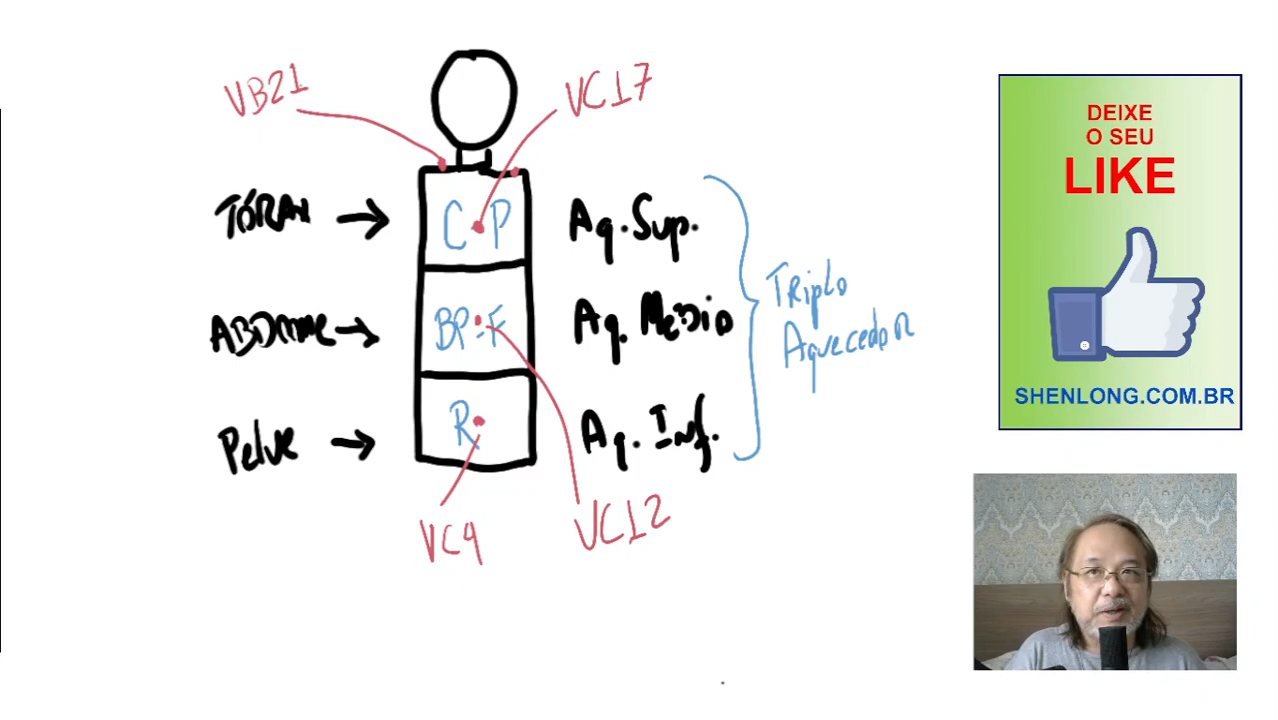 VB21
VC17
TÓRAX
C P
Aq. Sup.
ABDOME
BP-F
Aq. Médio
Pelve
R
Aq. Inf.
Triplo
Aquecedor
VC4
VC12
DEIXE
O SEU
LIKE
SHENLONG.COM.BR